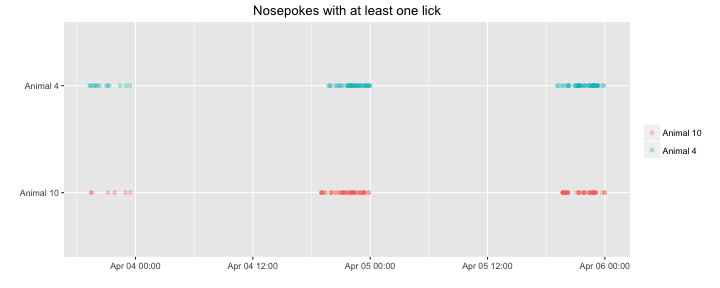 Nosepokes with at least one lick
Animal 4
Animal 10
Animal 10
Animal 4
Apr 04 00:00
Apr 04 12:00
Apr 05 00:00
Apr 05 12:00
Apr 06 00:00